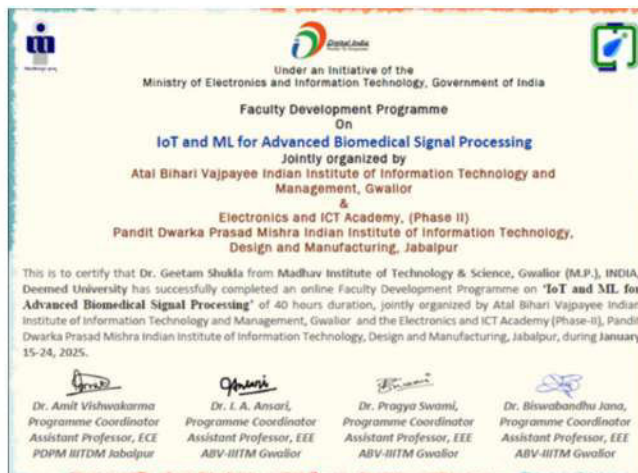 Digital India
Under an Initiative of the
Ministry of Electronics and Information Technology, Government of India
Faculty Development Programme
On
IoT and ML for Advanced Biomedical Signal Processing
Jointly organized by
Atal Bihari Vajpayee Indian Institute of Information Technology and
Management, Gwalior
&
Electronics and ICT Academy, (Phase II)
Pandit Dwarka Prasad Mishra Indian Institute of Information Technology,
Design and Manufacturing, Jabalpur
This is to certify that Dr. Geetam Shukla from Madhav Institute of Technology & Science, Gwalior (M.P.), INDIA,
Deemed University has successfully completed an online Faculty Development Programme on "IoT and ML for
Advanced Biomedical Signal Processing" of 40 hours duration, jointly organized by Atal Bihari Vajpayee Indian
Institute of Information Technology and Management, Gwalior and the Electronics and ICT Academy (Phase-II), Pandit
Dwarka Prasad Mishra Indian Institute of Information Technology, Design and Manufacturing, Jabalpur, during January
15-24, 2025.
Dr. Amit Vishwakarma
Programme Coordinator
Assistant Professor, ECE
PDPM IIITDM Jabalpur
Dr. I. A. Ansari,
Programme Coordinator
Assistant Professor, EEE
ABV-IIITM Gwalior
Dr. Pragya Swami,
Programme Coordinator
Assistant Professor, EEE
ABV-IIITM Gwalior
Dr. Biswabandhu Jana,
Programme Coordinator
Assistant Professor, EEE
ABV-IIITM Gwalior